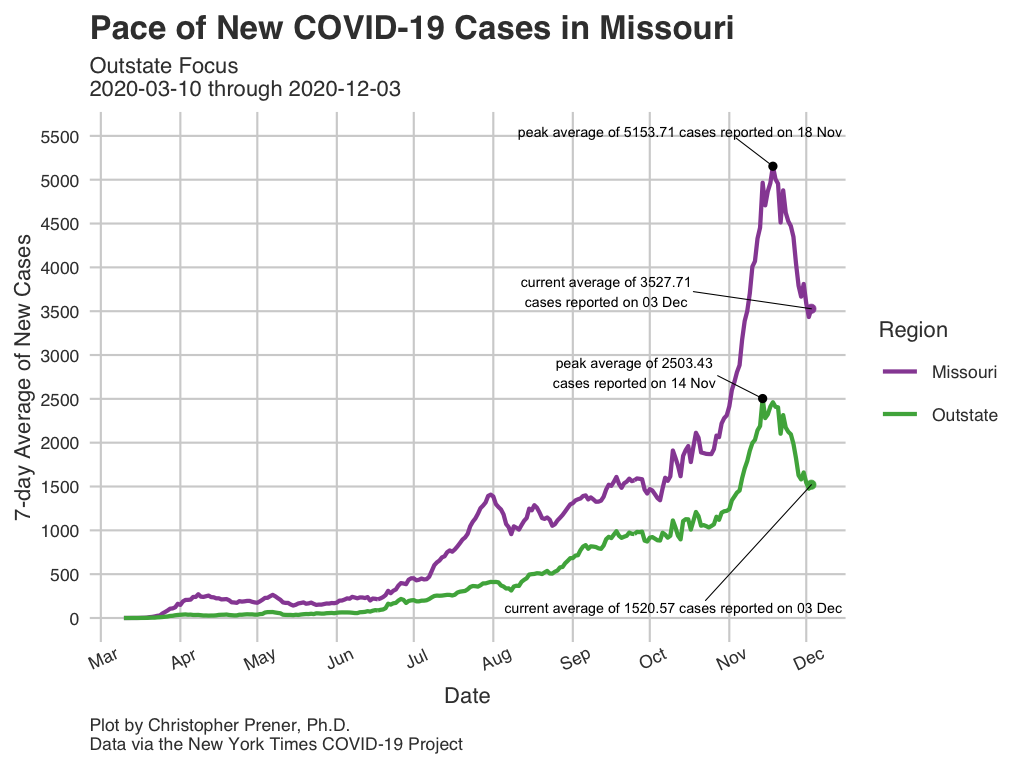 Pace of New COVID-19 Cases in Missouri
Outstate Focus
2020-03-10 through 2020-12-03
7-day Average of New Cases
5500
5000
4500
4000
3500
3000
2500
2000
1500
1000
500
0
peak average of 5153.71 cases reported on 18 Nov
current average of 3527.71
cases reported on 03 Dec
peak average of 2503.43
cases reported on 14 Nov
current average of 1520.57 cases reported on 03 Dec
Mar Apr May Jun Jul Aug Sep Oct Nov Dec
Date
Region
Missouri
Outstate
Plot by Christopher Prener, Ph.D.
Data via the New York Times COVID-19 Project